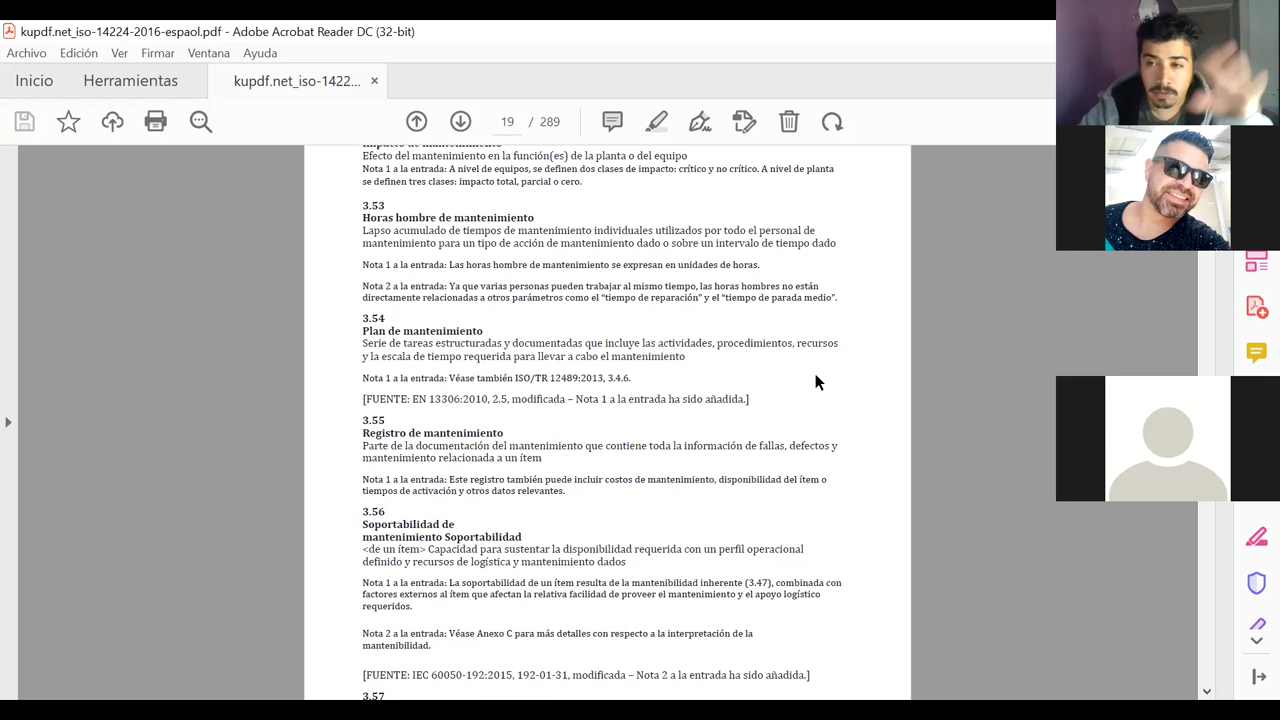 kupdf.net_iso-14224-2016-espaol.pdf - Adobe Acrobat Reader DC (32-bit)
Archivo Edición Ver Firmar Ventana Ayuda
Inicio Herramientas kupdf.net_iso-1422... ×
19 / 289
Impacto de mantenimiento
Efecto del mantenimiento en la función(es) de la planta o del equipo
Nota 1 a la entrada: A nivel de equipos, se definen dos clases de impacto: crítico y no crítico. A nivel de planta
se definen tres clases: impacto total, parcial o cero.
3.53
Horas hombre de mantenimiento
Lapso acumulado de tiempos de mantenimiento individuales utilizados por todo el personal de
mantenimiento para un tipo de acción de mantenimiento dado o sobre un intervalo de tiempo dado
Nota 1 a la entrada: Las horas hombre de mantenimiento se expresan en unidades de horas.
Nota 2 a la entrada: Ya que varias personas pueden trabajar al mismo tiempo, las horas hombres no están
directamente relacionadas a otros parámetros como el “tiempo de reparación” y el “tiempo de parada medio”.
3.54
Plan de mantenimiento
Serie de tareas estructuradas y documentadas que incluye las actividades, procedimientos, recursos
y la escala de tiempo requerida para llevar a cabo el mantenimiento
Nota 1 a la entrada: Véase también ISO/TR 12489:2013, 3.4.6.
[FUENTE: EN 13306:2010, 2.5, modificada – Nota 1 a la entrada ha sido añadida.]
3.55
Registro de mantenimiento
Parte de la documentación del mantenimiento que contiene toda la información de fallas, defectos y
mantenimiento relacionada a un ítem
Nota 1 a la entrada: Este registro también puede incluir costos de mantenimiento, disponibilidad del ítem o
tiempos de activación y otros datos relevantes.
3.56
Soportabilidad de
mantenimiento Soportabilidad
<de un ítem> Capacidad para sustentar la disponibilidad requerida con un perfil operacional
definido y recursos de logística y mantenimiento dados
Nota 1 a la entrada: La soportabilidad de un ítem resulta de la mantenibilidad inherente (3.47), combinada con
factores externos al ítem que afectan la relativa facilidad de proveer el mantenimiento y el apoyo logístico
requeridos.
Nota 2 a la entrada: Véase Anexo C para más detalles con respecto a la interpretación de la
mantenibilidad.
[FUENTE: IEC 60050-192:2015, 192-01-31, modificada – Nota 2 a la entrada ha sido añadida.]
3.57